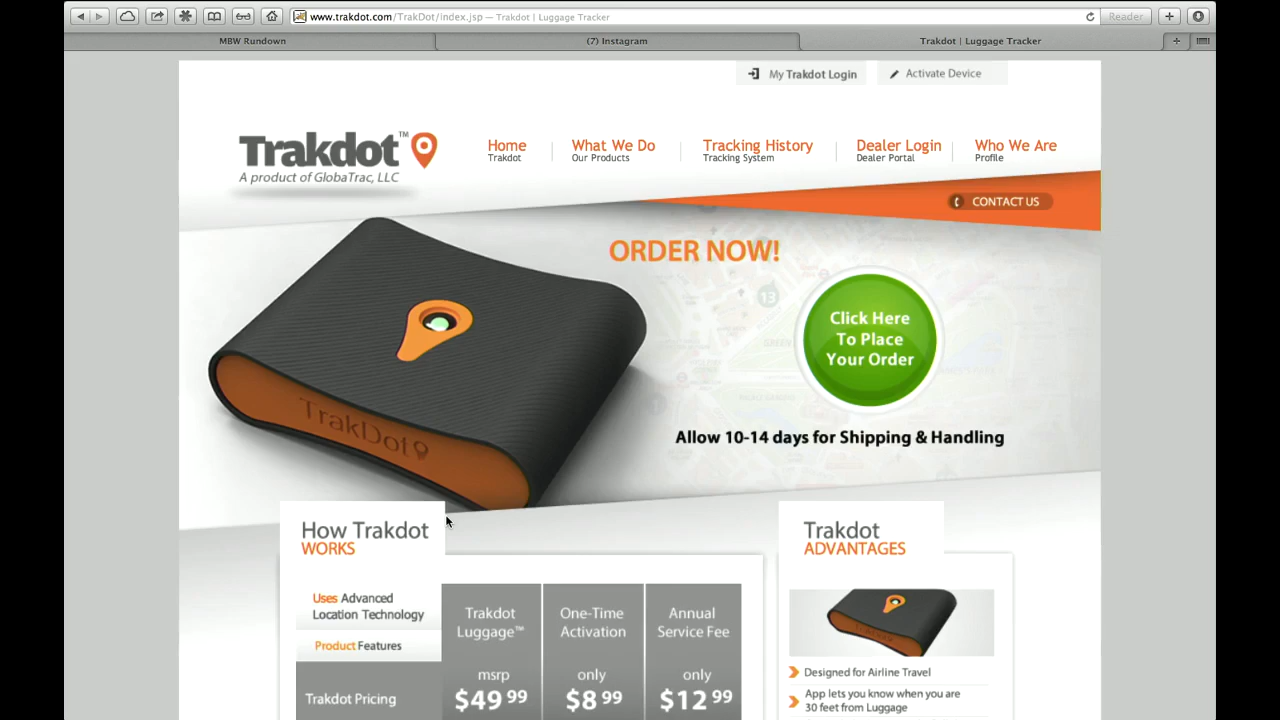 www.trakdot.com/TrakDot/index.jsp — Trakdot | Luggage Tracker
Reader
MBW Rundown
(7) Instagram
Trakdot | Luggage Tracker
My Trakdot Login
Activate Device
Trakdot™
A product of GlobaTrac, LLC
Home
Trakdot
What We Do
Our Products
Tracking History
Tracking System
Dealer Login
Dealer Portal
Who We Are
Profile
CONTACT US
ORDER NOW!
13
Click Here
To Place
Your Order
Allow 10-14 days for Shipping & Handling
TrakDot
How Trakdot
WORKS
Uses Advanced
Location Technology
Product Features
Trakdot Pricing
Trakdot
Luggage™
msrp
$49 99
One-Time
Activation
only
$8 99
Annual
Service Fee
only
$12 99
Trakdot
ADVANTAGES
Designed for Airline Travel
App lets you know when you are
30 feet from Luggage